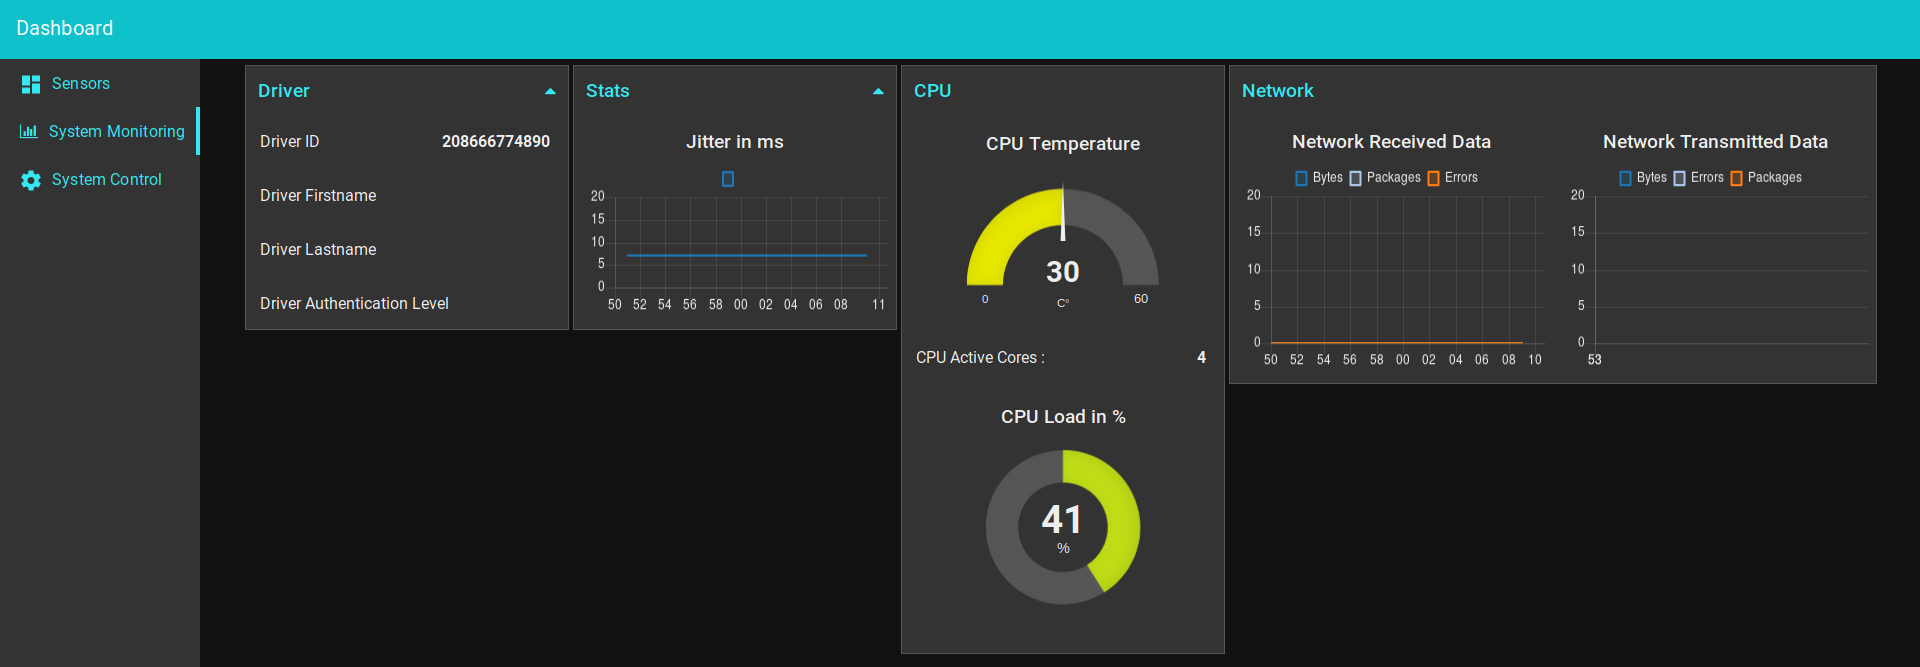 Dashboard
Sensors
System Monitoring
System Control
Driver
Driver ID 208666774890
Driver Firstname
Driver Lastname
Driver Authentication Level
Stats
Jitter in ms
20
15
10
5
0
50 52 54 56 58 00 02 04 06 08 11
CPU
CPU Temperature
30
0 C° 60
CPU Active Cores : 4
CPU Load in %
41
%
Network
Network Received Data
Bytes Packages Errors
20
15
10
5
0
50 52 54 56 58 00 02 04 06 08 10
Network Transmitted Data
Bytes Errors Packages
20
15
10
5
0
53